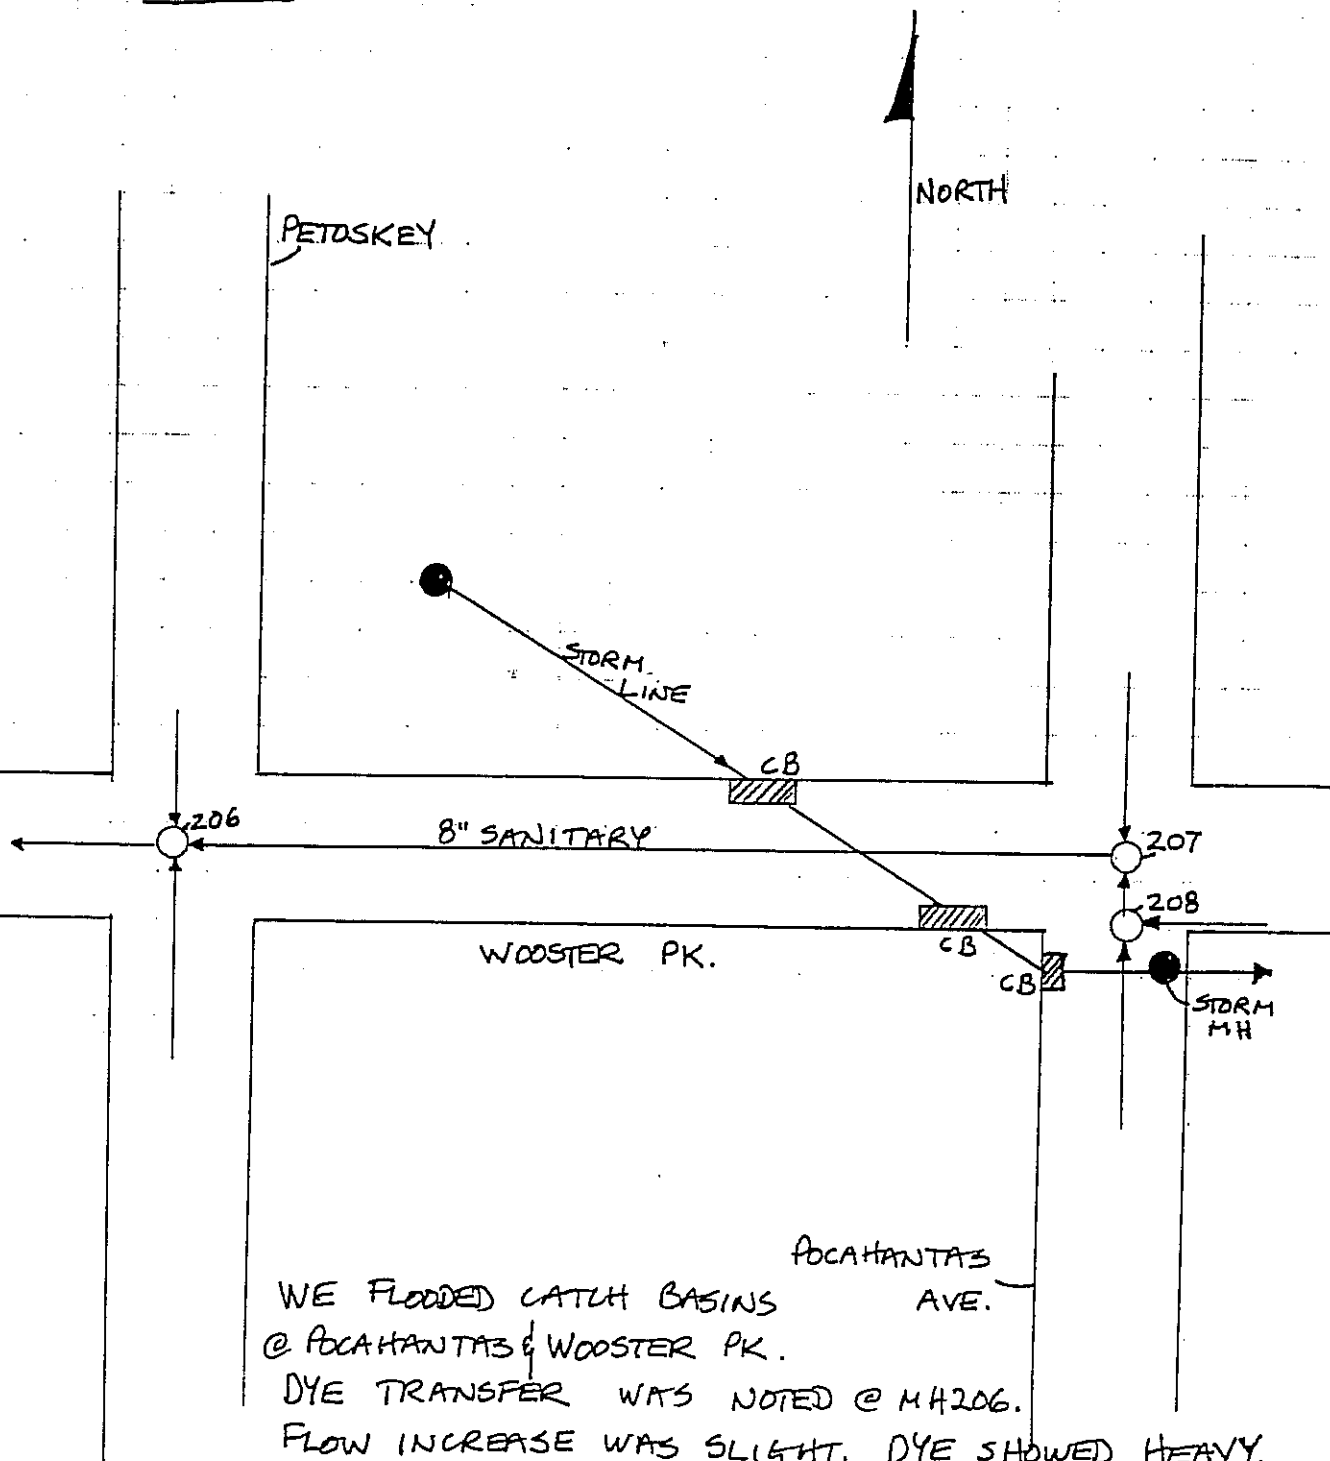 NORTH
PETOSKEY
STORM
LINE
CB
206
8" SANITARY
207
208
WOOSTER PK.
CB
CB
STORM
MH
POCAHANTAS
AVE.
WE FLOODED CATCH BASINS
@ POCAHANTAS & WOOSTER PK.
DYE TRANSFER WAS NOTED @ MH206.
FLOW INCREASE WAS SLIGHT. DYE SHOWED HEAVY.